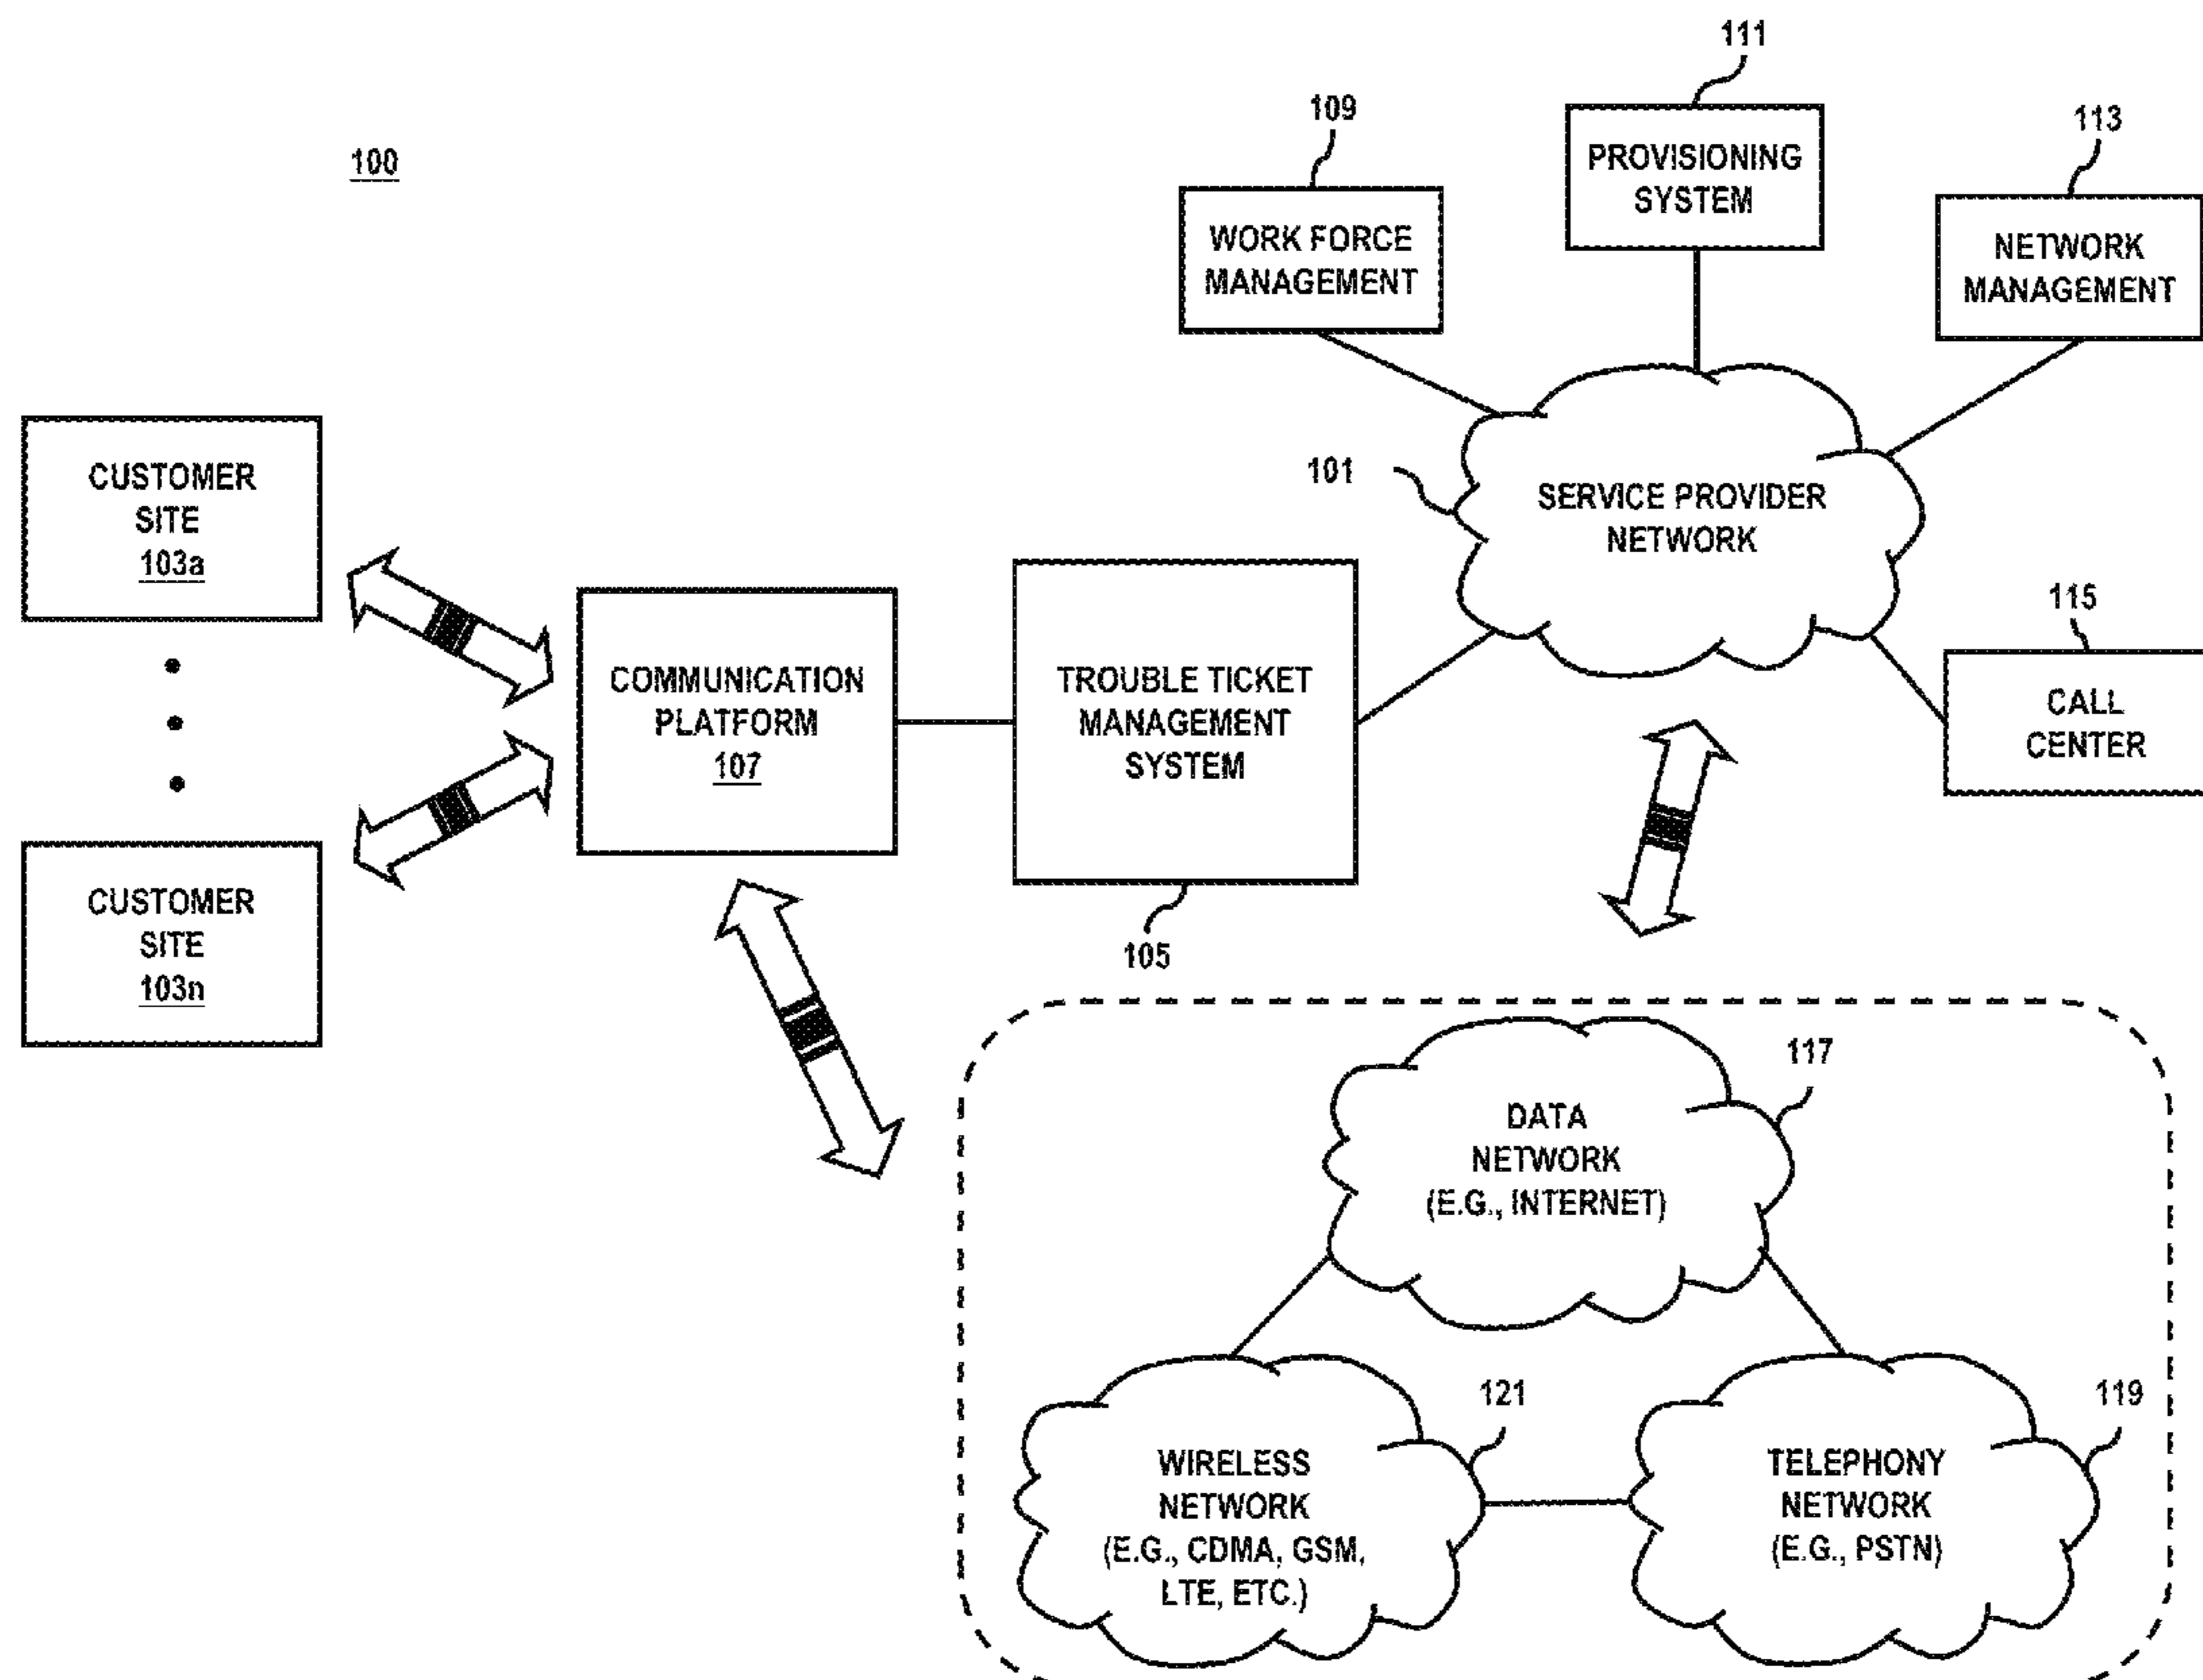 111
109
113
100
PROVISIONING
SYSTEM
WORK FORCE
MANAGEMENT
NETWORK
MANAGEMENT
101
SERVICE PROVIDER
NETWORK
CUSTOMER
SITE
103a
115
CALL
CENTER
COMMUNICATION
PLATFORM
107
TROUBLE TICKET
MANAGEMENT
SYSTEM
105
CUSTOMER
SITE
103n
117
DATA
NETWORK
(E.G., INTERNET)
121
WIRELESS
NETWORK
(E.G., CDMA, GSM,
LTE, ETC.)
119
TELEPHONY
NETWORK
(E.G., PSTN)